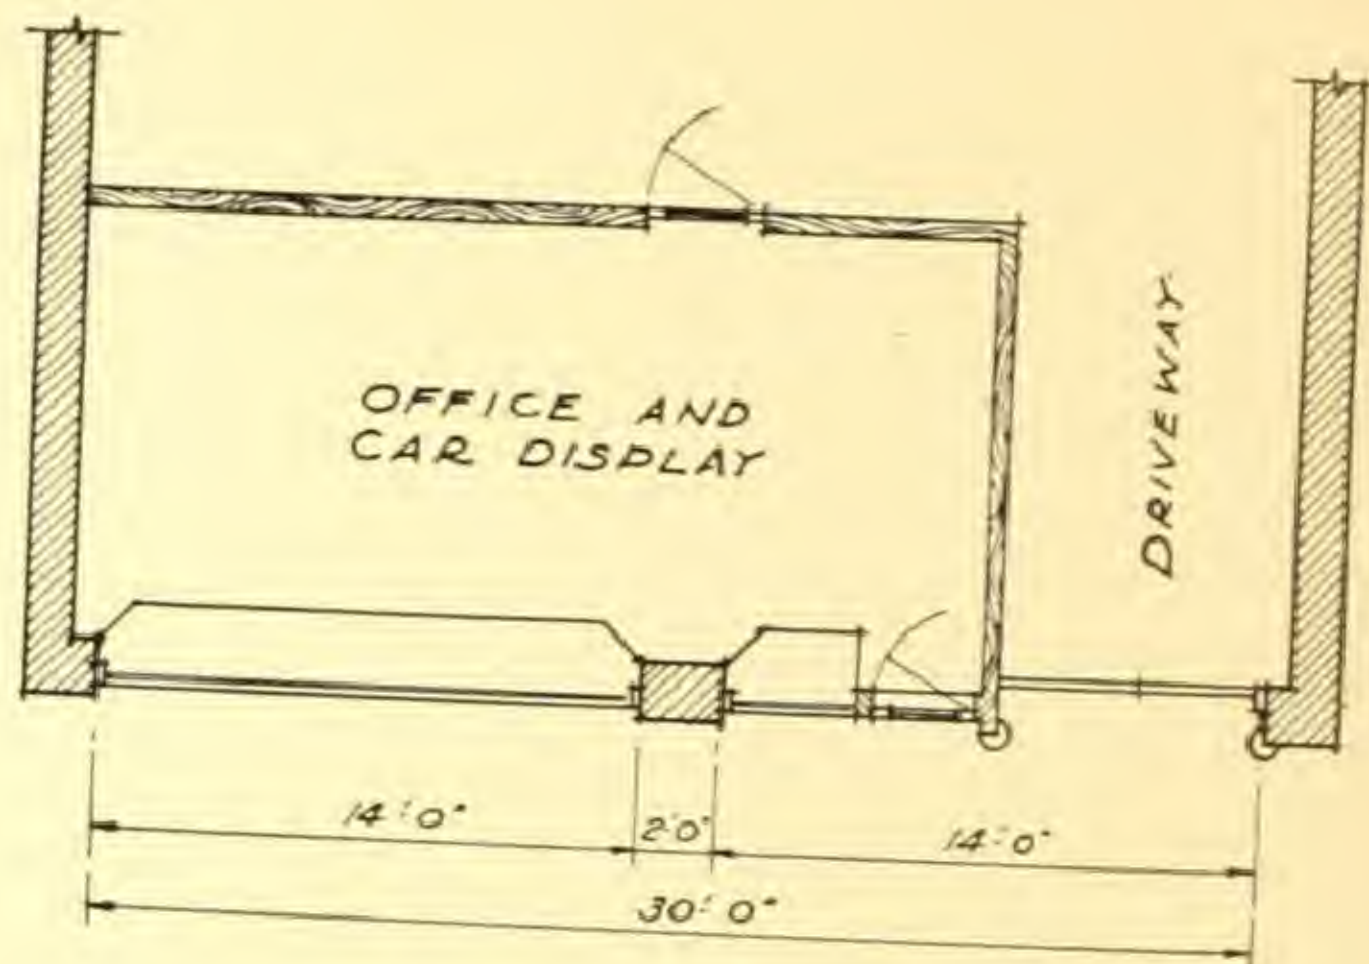 OFFICE AND
CAR DISPLAY
DRIVEWAY
14'-0"
2'-0"
14'-0"
30'-0"